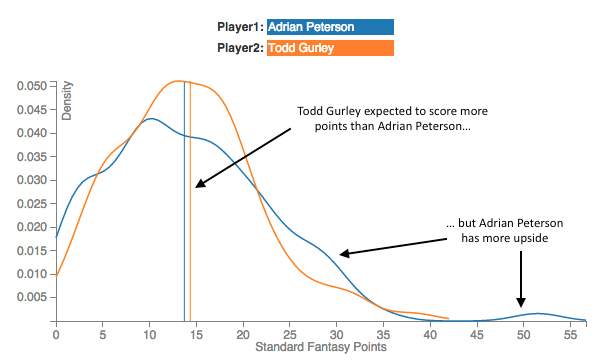 Player1: Adrian Peterson
Player2: Todd Gurley
0.050
0.045
0.040
0.035
0.030
0.025
0.020
0.015
0.010
0.005
Density
Todd Gurley expected to score more
points than Adrian Peterson...
... but Adrian Peterson
has more upside
0 5 10 15 20 25 30 35 40 45 50 55
Standard Fantasy Points